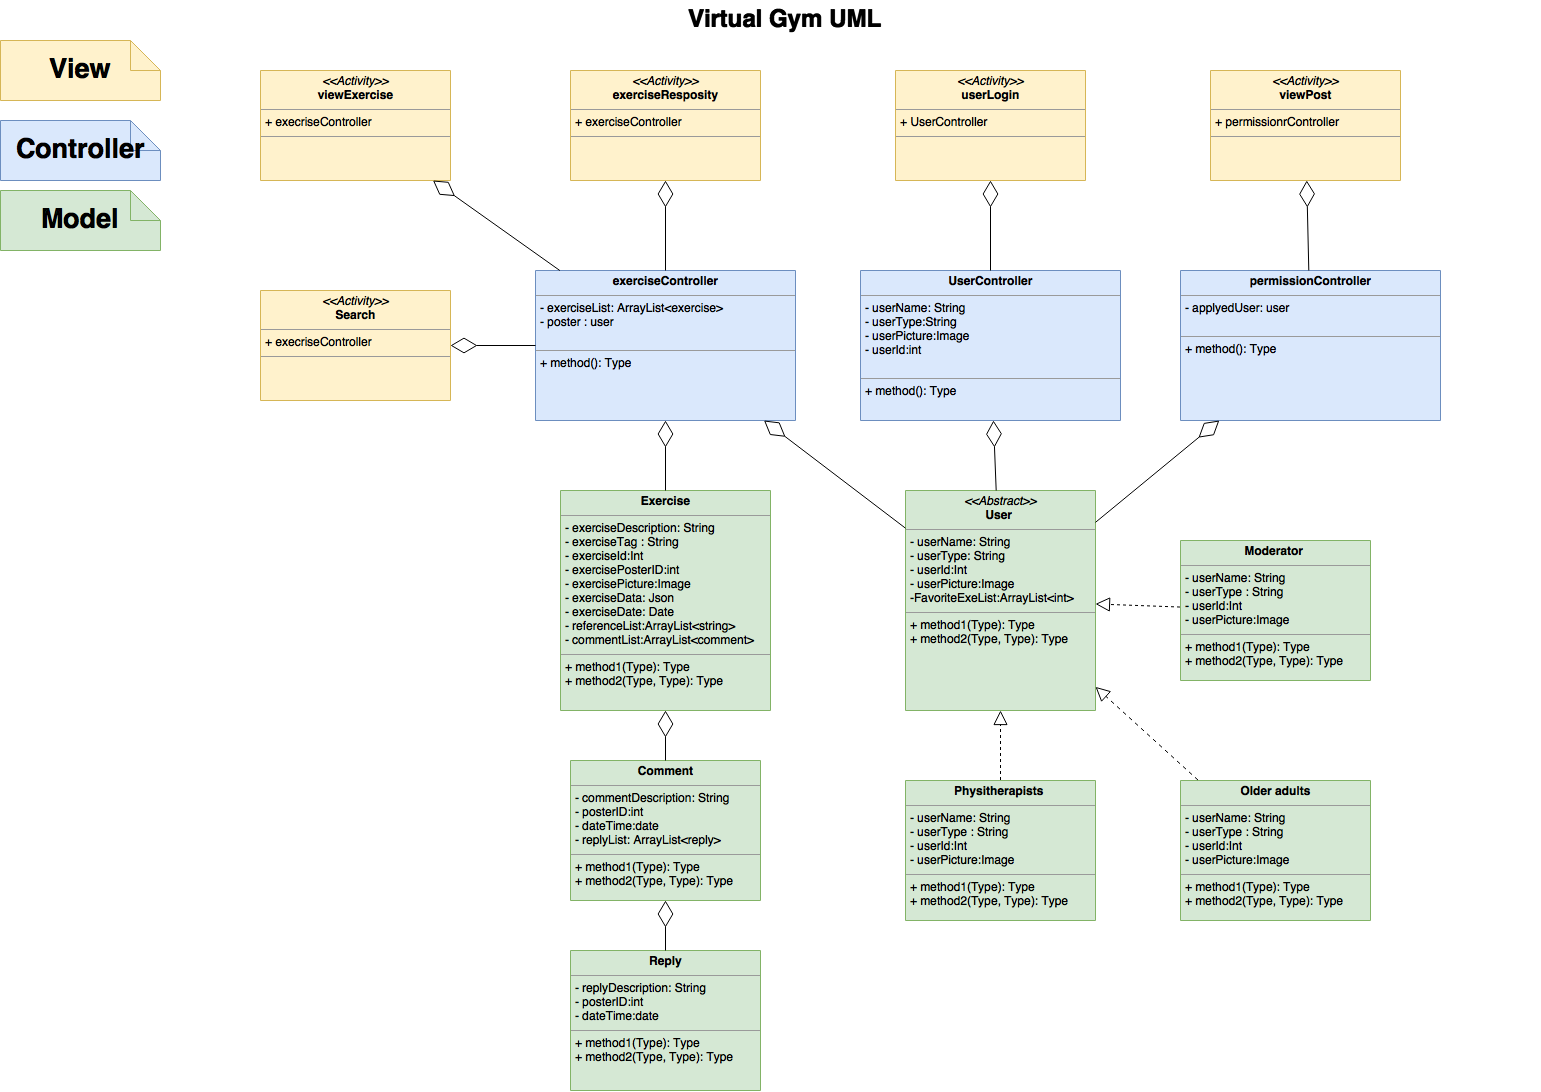 Virtual Gym UML
View
Controller
Model
<<Activity>>
viewExercise
+ execriseController
<<Activity>>
exerciseResposity
+ exerciseController
<<Activity>>
userLogin
+ UserController
<<Activity>>
viewPost
+ permissionrController
<<Activity>>
Search
+ execriseController
exerciseController
- exerciseList: ArrayList<exercise>
- poster : user
+ method(): Type
UserController
- userName: String
- userType:String
- userPicture:Image
- userId:int
+ method(): Type
permissionController
- applyedUser: user
+ method(): Type
Exercise
- exerciseDescription: String
- exerciseTag : String
- exerciseId:Int
- exercisePosterID:int
- exercisePicture:Image
- exerciseData: Json
- exerciseDate: Date
- referenceList:ArrayList<string>
- commentList:ArrayList<comment>
+ method1(Type): Type
+ method2(Type, Type): Type
<<Abstract>>
User
- userName: String
- userType: String
- userId:Int
- userPicture:Image
-FavoriteExeList:ArrayList<int>
+ method1(Type): Type
+ method2(Type, Type): Type
Moderator
- userName: String
- userType : String
- userId:Int
- userPicture:Image
+ method1(Type): Type
+ method2(Type, Type): Type
Comment
- commentDescription: String
- posterID:int
- dateTime:date
- replyList: ArrayList<reply>
+ method1(Type): Type
+ method2(Type, Type): Type
Physitherapists
- userName: String
- userType : String
- userId:Int
- userPicture:Image
+ method1(Type): Type
+ method2(Type, Type): Type
Older adults
- userName: String
- userType : String
- userId:Int
- userPicture:Image
+ method1(Type): Type
+ method2(Type, Type): Type
Reply
- replyDescription: String
- posterID:int
- dateTime:date
+ method1(Type): Type
+ method2(Type, Type): Type